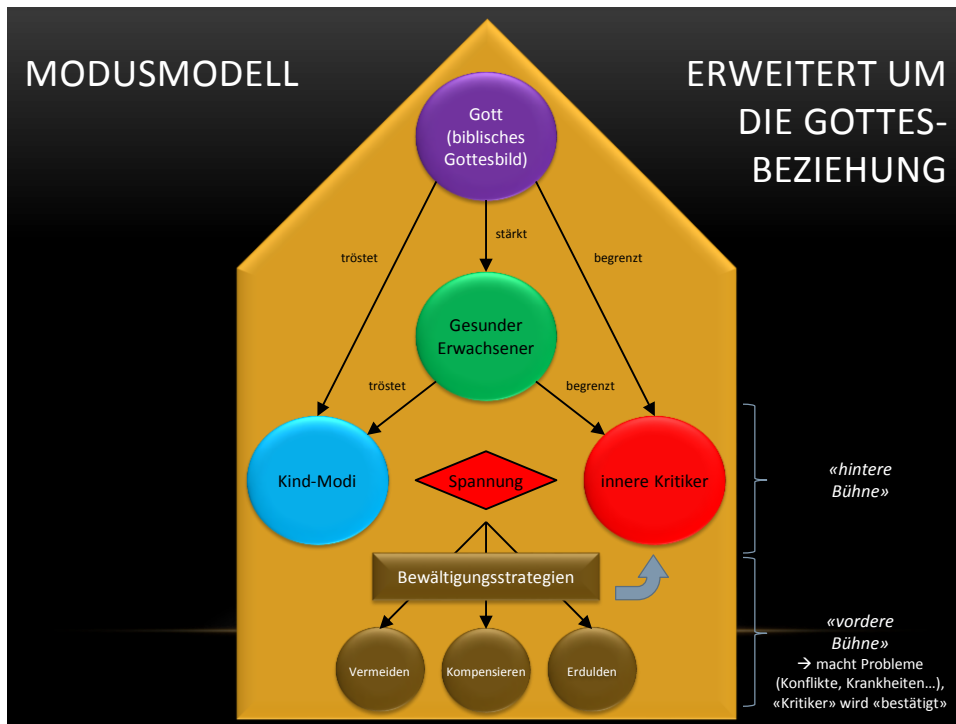 MODUSMODELL
ERWEITERT UM
DIE GOTTES-
BEZIEHUNG
Gott
(biblisches
Gottesbild)
tröstet
stärkt
begrenzt
Gesunder
Erwachsener
tröstet
begrenzt
Kind-Modi
Spannung
innere Kritiker
«hintere
Bühne»
Bewältigungsstrategien
Vermeiden
Kompensieren
Erdulden
«vordere
Bühne»
→ macht Probleme
(Konflikte, Krankheiten...),
«Kritiker» wird «bestätigt»